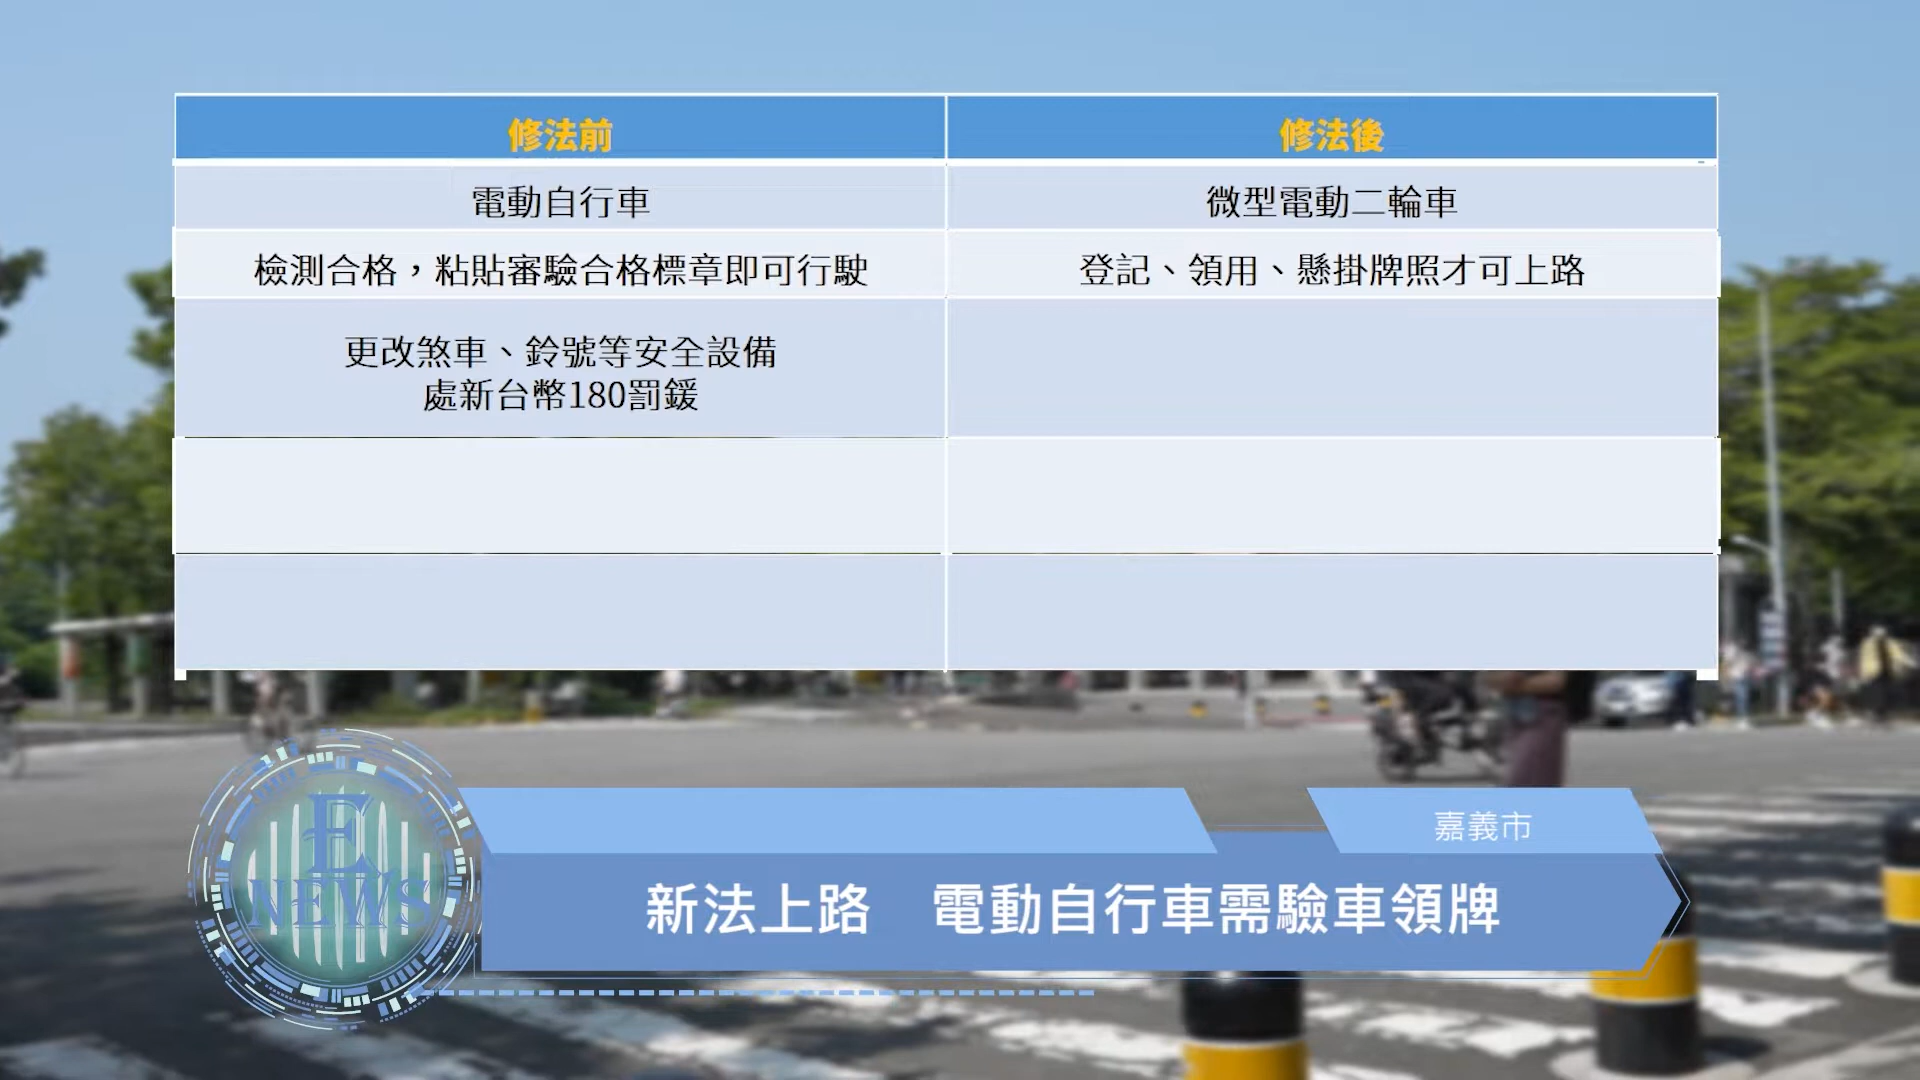 修法前
修法後
電動自行車
微型電動二輪車
檢測合格，粘貼審驗合格標章即可行駛
登記、領用、懸掛牌照才可上路
更改煞車、鈴號等安全設備
處新台幣180罰鍰
嘉義市
新法上路　電動自行車需驗車領牌
E
NEWS